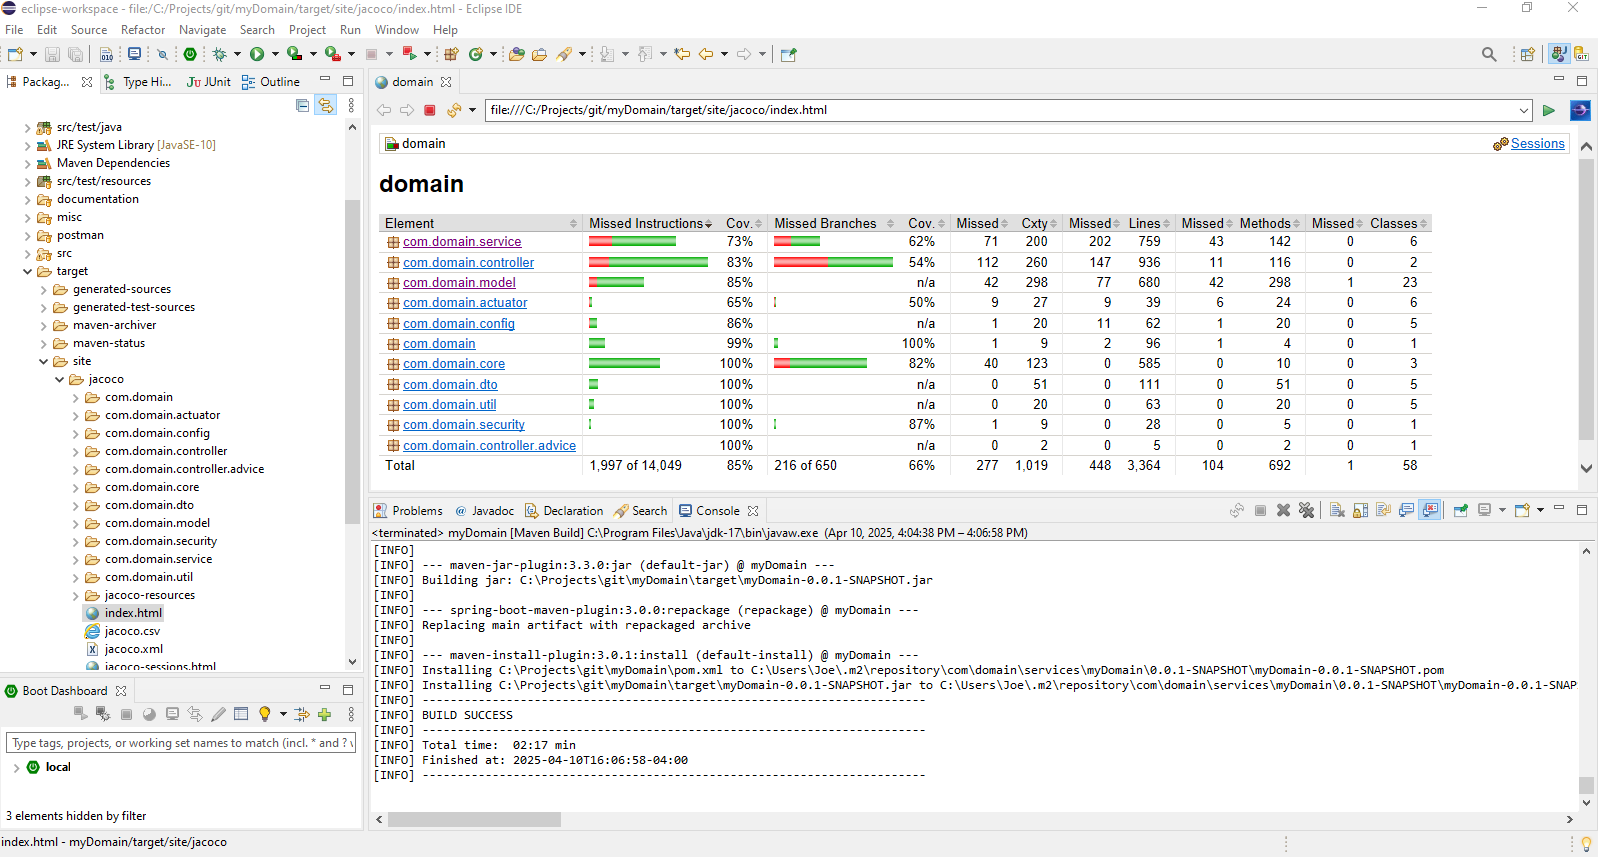 eclipse-workspace - file:/C:/Projects/git/myDomain/target/site/jacoco/index.html - Eclipse IDE
File Edit Source Refactor Navigate Search Project Run Window Help
Packag... Type Hi... JUnit Outline
src/test/java
JRE System Library [JavaSE-10]
Maven Dependencies
src/test/resources
documentation
misc
postman
src
target
generated-sources
generated-test-sources
maven-archiver
maven-status
site
jacoco
com.domain
com.domain.actuator
com.domain.config
com.domain.controller
com.domain.controller.advice
com.domain.core
com.domain.dto
com.domain.model
com.domain.security
com.domain.service
com.domain.util
jacoco-resources
index.html
jacoco.csv
jacoco.xml
jacoco-sessions.html
Boot Dashboard
Type tags, projects, or working set names to match (incl. * and ?
local
3 elements hidden by filter
domain
file:///C:/Projects/git/myDomain/target/site/jacoco/index.html
domain Sessions
domain
Element Missed Instructions Cov. Missed Branches Cov. Missed Cxty Missed Lines Missed Methods Missed Classes
com.domain.service 73% 62% 71 200 202 759 43 142 0 6
com.domain.controller 83% 54% 112 260 147 936 11 116 0 2
com.domain.model 85% n/a 42 298 77 680 42 298 1 23
com.domain.actuator 65% 50% 9 27 9 39 6 24 0 6
com.domain.config 86% n/a 1 20 11 62 1 20 0 5
com.domain 99% 100% 1 9 2 96 1 4 0 1
com.domain.core 100% 82% 40 123 0 585 0 10 0 3
com.domain.dto 100% n/a 0 51 0 111 0 51 0 5
com.domain.util 100% n/a 0 20 0 63 0 20 0 5
com.domain.security 100% 87% 1 9 0 28 0 5 0 1
com.domain.controller.advice 100% n/a 0 2 0 5 0 2 0 1
Total 1,997 of 14,049 85% 216 of 650 66% 277 1,019 448 3,364 104 692 1 58
Problems @ Javadoc Declaration Search Console
<terminated> myDomain [Maven Build] C:\Program Files\Java\jdk-17\bin\javaw.exe (Apr 10, 2025, 4:04:38 PM – 4:06:58 PM)
[INFO]
[INFO] --- maven-jar-plugin:3.3.0:jar (default-jar) @ myDomain ---
[INFO] Building jar: C:\Projects\git\myDomain\target\myDomain-0.0.1-SNAPSHOT.jar
[INFO]
[INFO] --- spring-boot-maven-plugin:3.0.0:repackage (repackage) @ myDomain ---
[INFO] Replacing main artifact with repackaged archive
[INFO]
[INFO] --- maven-install-plugin:3.0.1:install (default-install) @ myDomain ---
[INFO] Installing C:\Projects\git\myDomain\pom.xml to C:\Users\Joe\.m2\repository\com\domain\services\myDomain\0.0.1-SNAPSHOT\myDomain-0.0.1-SNAPSHOT.pom
[INFO] Installing C:\Projects\git\myDomain\target\myDomain-0.0.1-SNAPSHOT.jar to C:\Users\Joe\.m2\repository\com\domain\services\myDomain\0.0.1-SNAPSHOT\myDomain-0.0.1-SNAP
[INFO] ------------------------------------------------------------------------
[INFO] BUILD SUCCESS
[INFO] ------------------------------------------------------------------------
[INFO] Total time:  02:17 min
[INFO] Finished at: 2025-04-10T16:06:58-04:00
[INFO] ------------------------------------------------------------------------
index.html - myDomain/target/site/jacoco